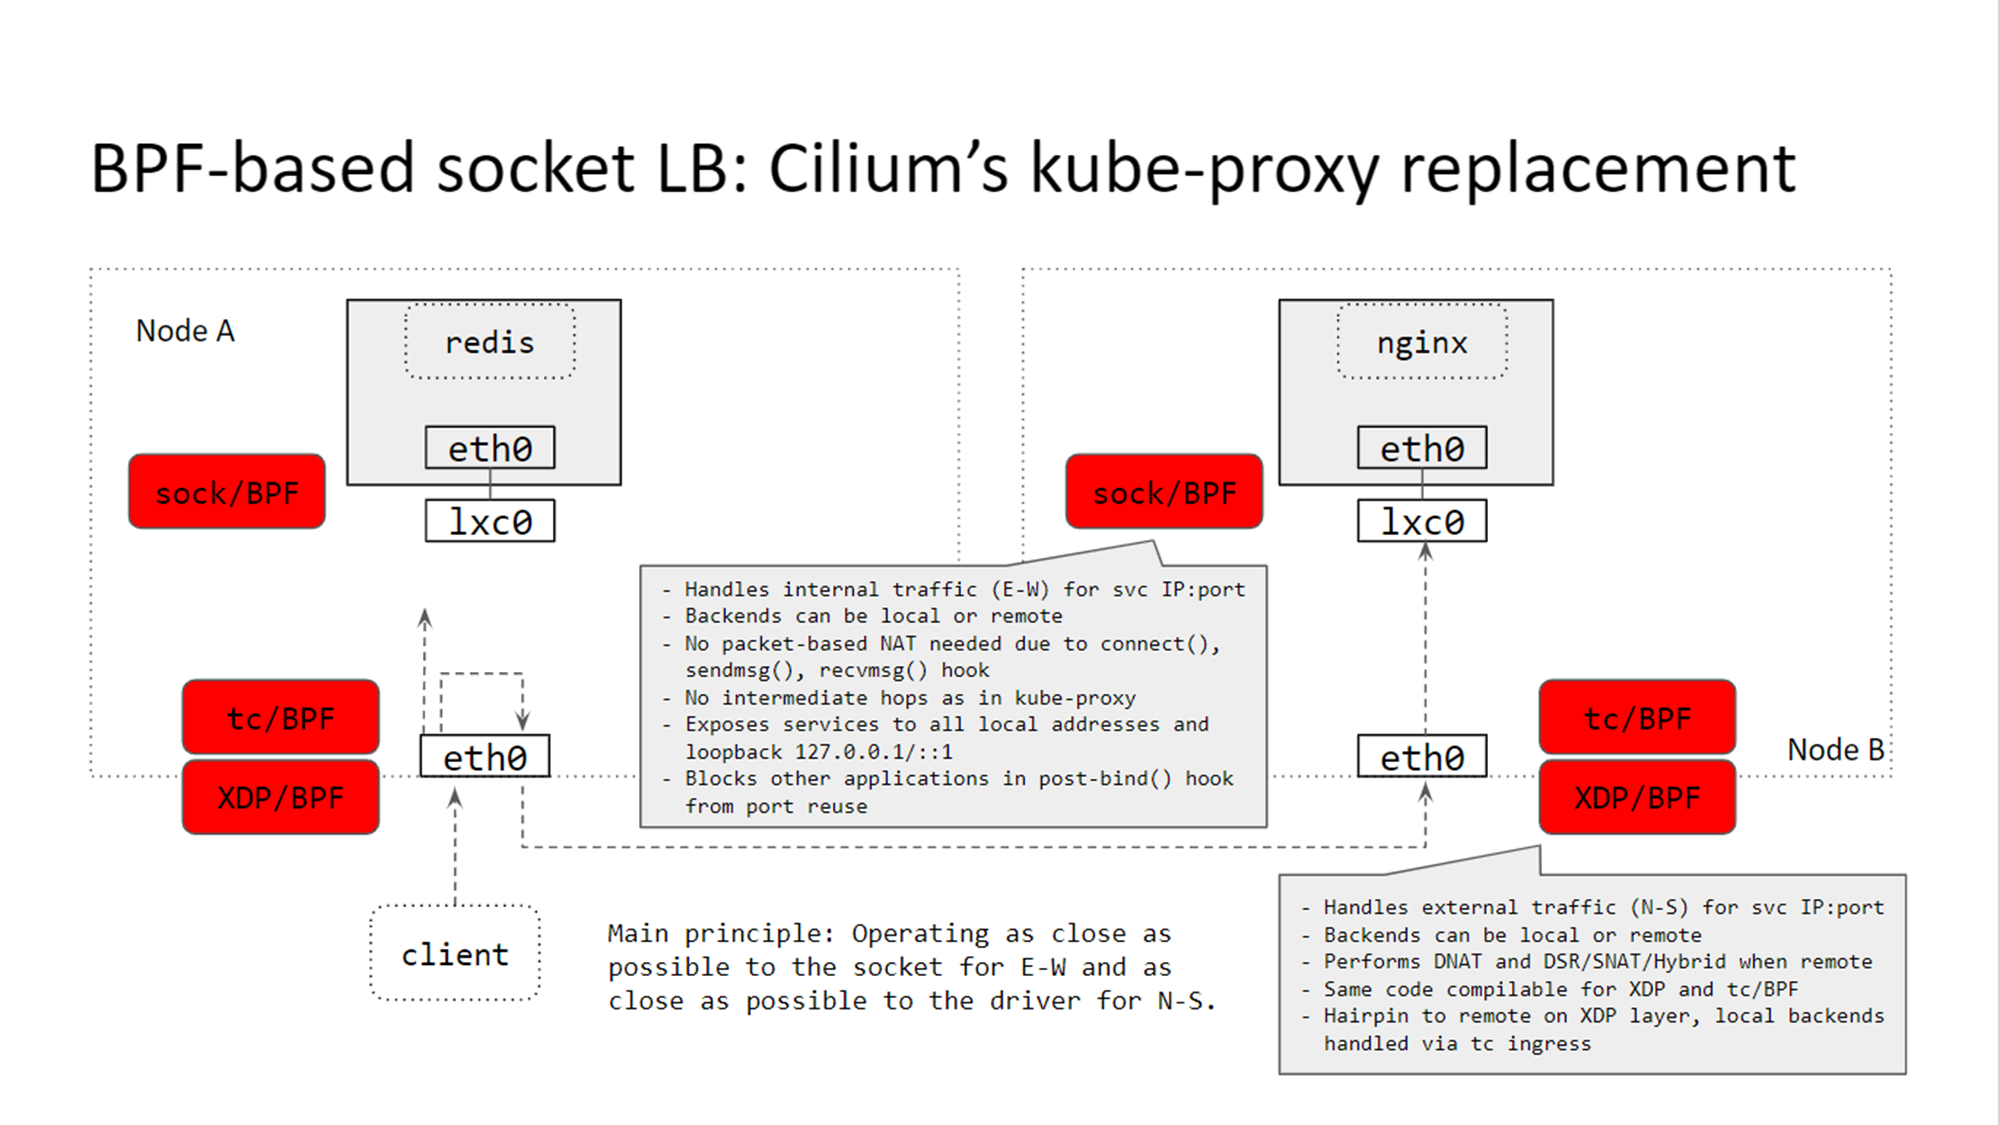 BPF-based socket LB: Cilium’s kube-proxy replacement
Node A
redis
eth0
lxc0
sock/BPF
tc/BPF
XDP/BPF
eth0
client
nginx
eth0
lxc0
sock/BPF
- Handles internal traffic (E-W) for svc IP:port
- Backends can be local or remote
- No packet-based NAT needed due to connect(),
sendmsg(), recvmsg() hook
- No intermediate hops as in kube-proxy
- Exposes services to all local addresses and
loopback 127.0.0.1/::1
- Blocks other applications in post-bind() hook
from port reuse
eth0
tc/BPF
XDP/BPF
Node B
Main principle: Operating as close as
possible to the socket for E-W and as
close as possible to the driver for N-S.
- Handles external traffic (N-S) for svc IP:port
- Backends can be local or remote
- Performs DNAT and DSR/SNAT/Hybrid when remote
- Same code compilable for XDP and tc/BPF
- Hairpin to remote on XDP layer, local backends
handled via tc ingress